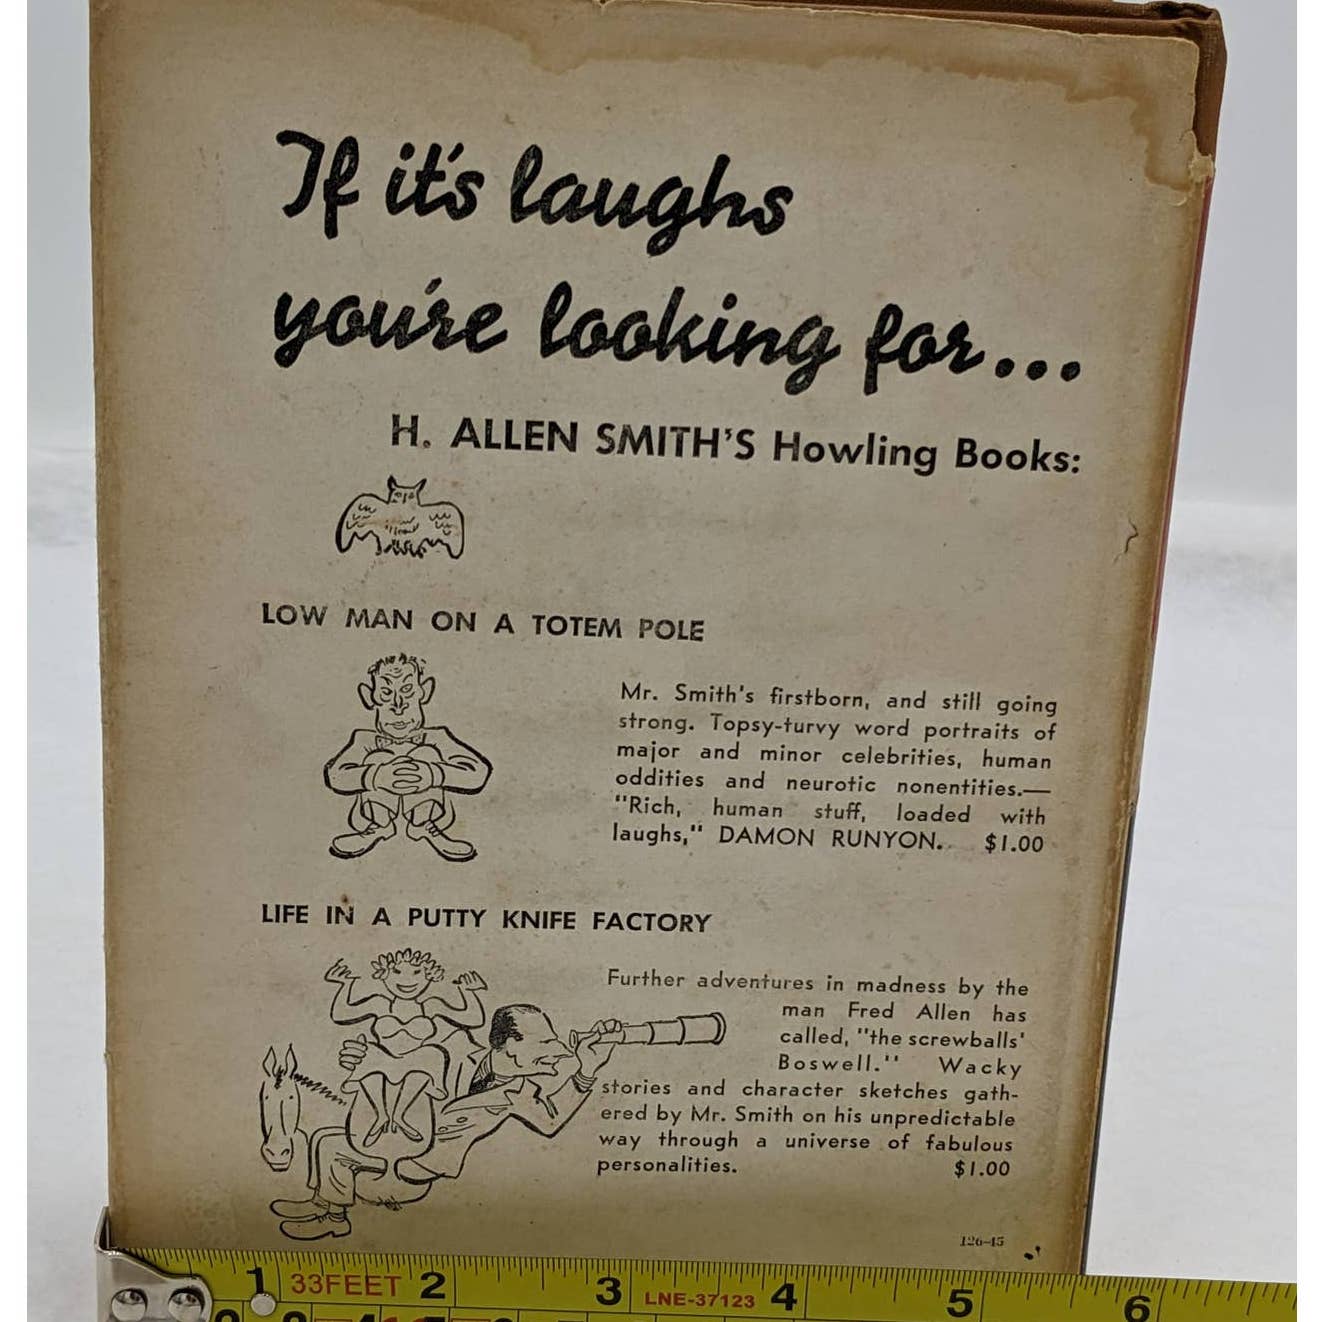 If it's laughs
you're looking for...
H. ALLEN SMITH'S Howling Books:
LOW MAN ON A TOTEM POLE
Mr. Smith's firstborn, and still going
strong. Topsy-turvy word portraits of
major and minor celebrities, human
oddities and neurotic nonentities.—
"Rich, human stuff, loaded with
laughs," DAMON RUNYON. $1.00
LIFE IN A PUTTY KNIFE FACTORY
Further adventures in madness by the
man Fred Allen has
called, "the screwballs'
Boswell." Wacky
stories and character sketches gath-
ered by Mr. Smith on his unpredictable
way through a universe of fabulous
personalities. $1.00
126-45
1 33FEET 2 3 LNE-37123 4 5 6